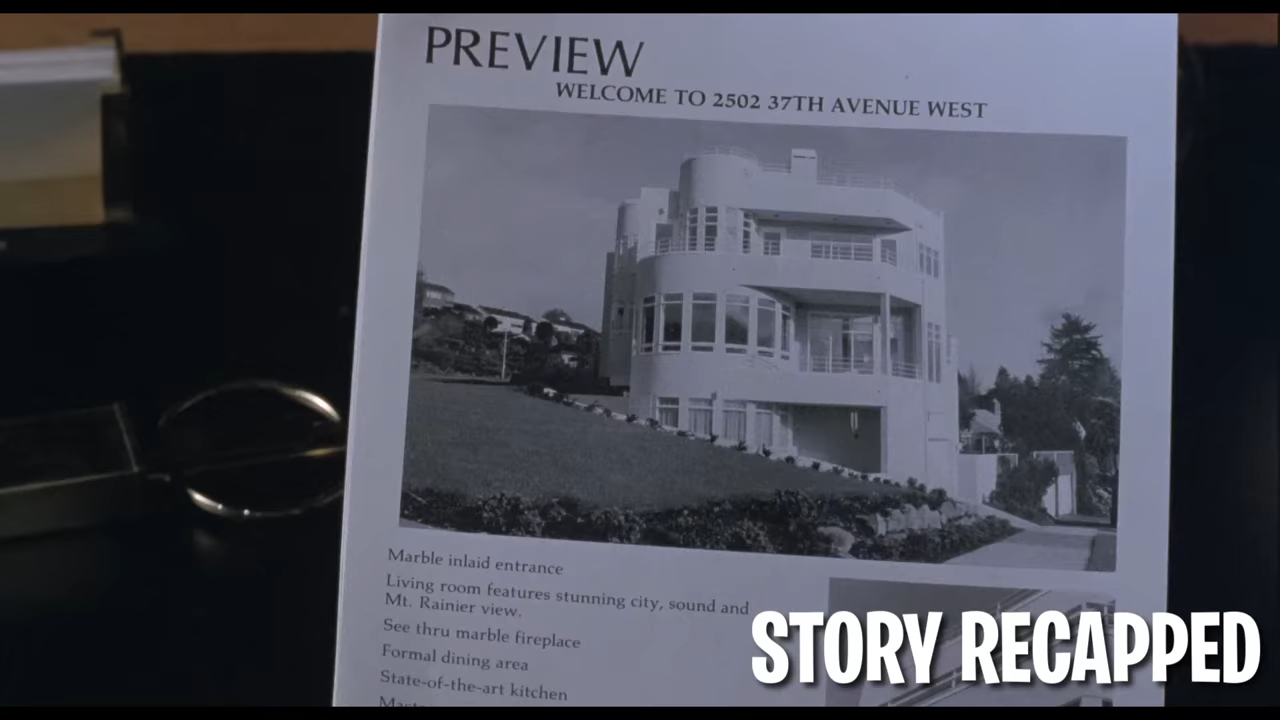 PREVIEW
WELCOME TO 2502 37TH AVENUE WEST
Marble inlaid entrance
Living room features stunning city, sound and
Mt. Rainier view.
See thru marble fireplace
Formal dining area
State-of-the-art kitchen
STORY RECAPPED